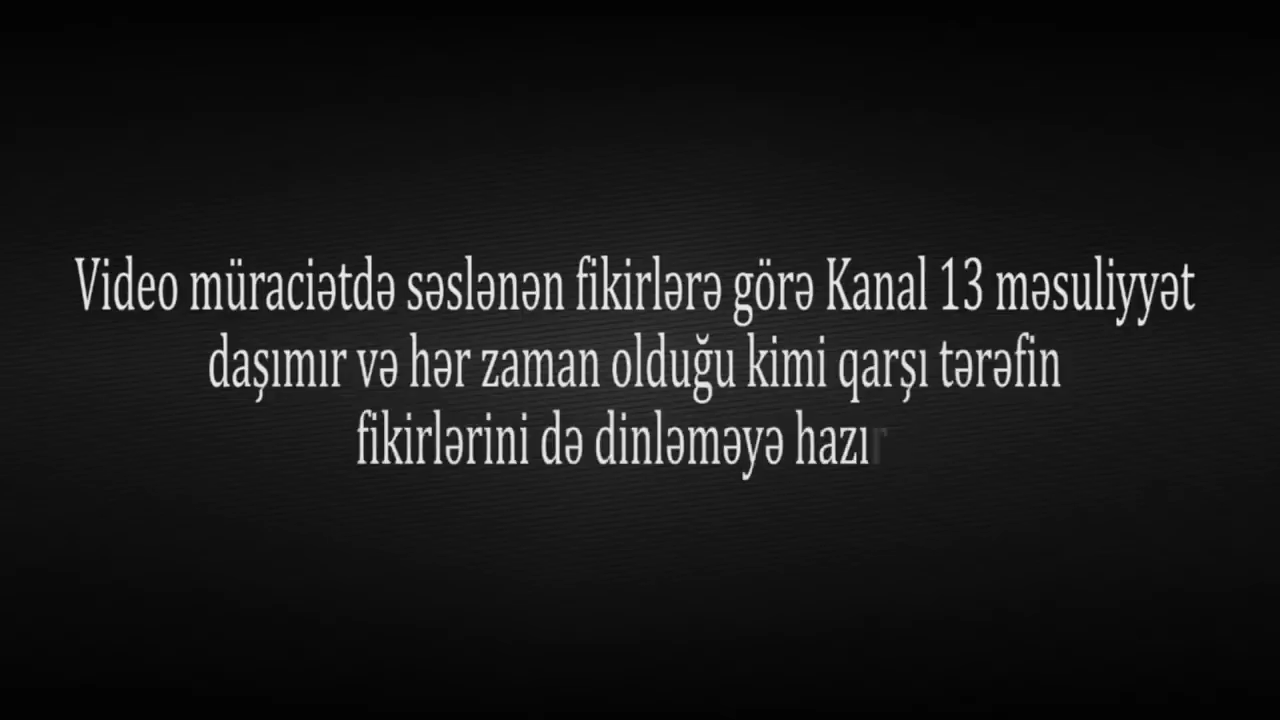 Video müraciətdə səslənən fikirlərə görə Kanal 13 məsuliyyət
daşımır və hər zaman olduğu kimi qarşı tərəfin
fikirlərini də dinləməyə hazır